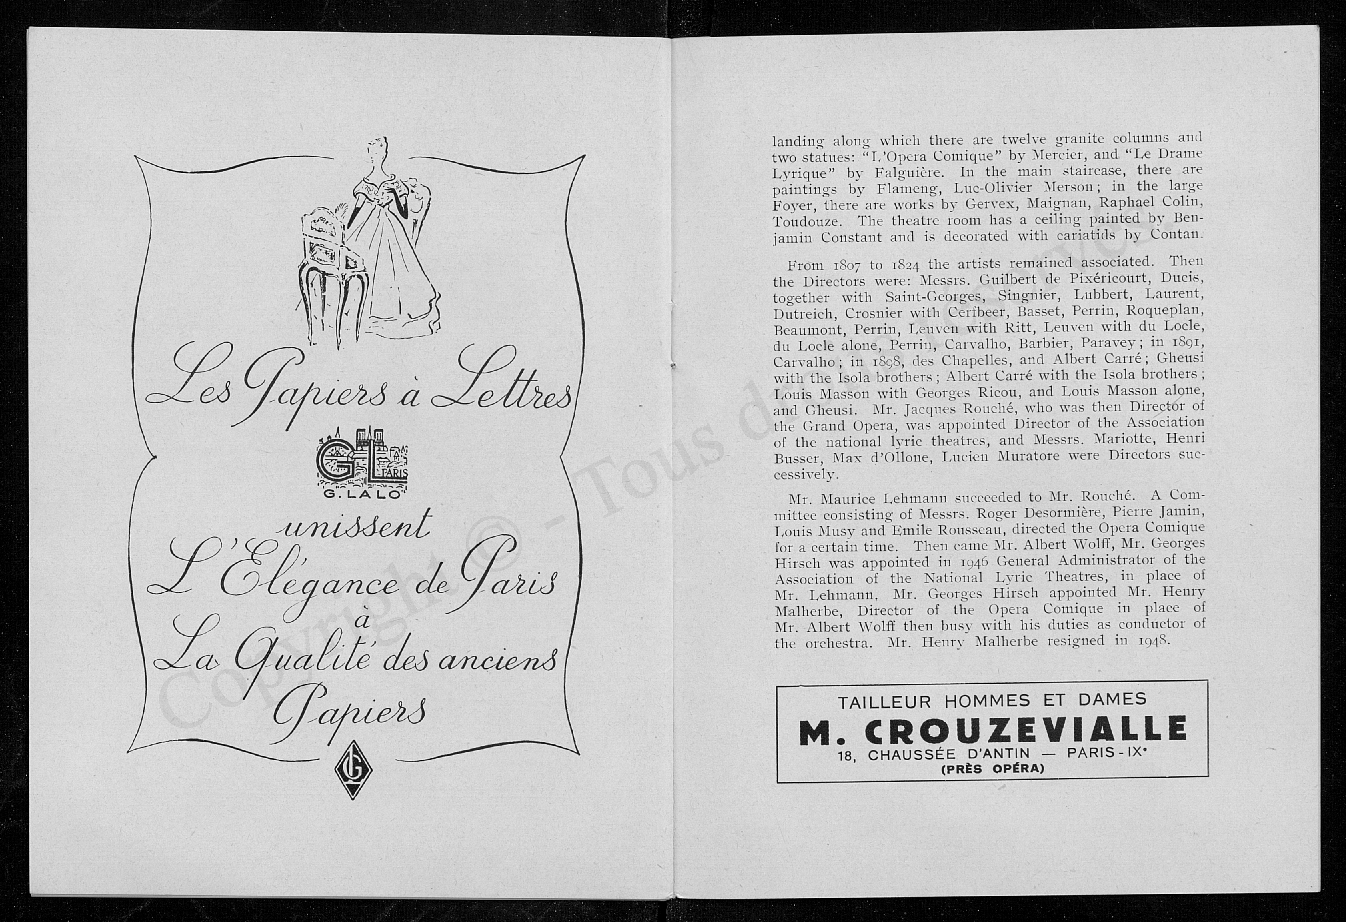 Les Papiers à Lettres
GL
PARIS
G. LALO
unissent
L'Elégance de Paris
à
La Qualité des anciens
Papiers
GL
landing along which there are twelve granite columns and
two statues: "L'Opera Comique" by Mercier, and "Le Drame
Lyrique" by Falguière. In the main staircase, there are
paintings by Flameng, Luc-Olivier Merson; in the large
Foyer, there are works by Gervex, Maignan, Raphael Colin,
Toudouze. The theatre room has a ceiling painted by Ben-
jamin Constant and is decorated with cariatids by Coutan.
From 1807 to 1824 the artists remained associated. Then
the Directors were: Messrs. Guilbert de Pixéricourt, Ducis,
together with Saint-Georges, Singnier, Lubbert, Laurent,
Dutreich, Crosnier with Cerfbeer, Basset, Perrin, Roqueplan,
Beaumont, Perrin, Leuven with Ritt, Leuven with du Locle,
du Locle alone, Perrin, Carvalho, Barbier, Paravey; in 1891,
Carvalho; in 1898, des Chapelles, and Albert Carré; Gheusi
with the Isola brothers; Albert Carré with the Isola brothers;
Louis Masson with Georges Ricou, and Louis Masson alone,
and Gheusi. Mr. Jacques Rouché, who was then Director of
the Grand Opera, was appointed Director of the Association
of the national lyric theatres, and Messrs. Mariotte, Henri
Busser, Max d'Ollone, Lucien Muratore were Directors suc-
cessively.
Mr. Maurice Lehmann succeeded to Mr. Rouché. A Com-
mittee consisting of Messrs. Roger Desormière, Pierre Jamin,
Louis Musy and Emile Rousseau, directed the Opera Comique
for a certain time. Then came Mr. Albert Wolff, Mr. Georges
Hirsch was appointed in 1946 General Administrator of the
Association of the National Lyric Theatres, in place of
Mr. Lehmann, Mr. Georges Hirsch appointed Mr. Henry
Malherbe, Director of the Opera Comique in place of
Mr. Albert Wolff then busy with his duties as conductor of
the orchestra. Mr. Henry Malherbe resigned in 1948.
TAILLEUR HOMMES ET DAMES
M. CROUZEVIALLE
18, CHAUSSÉE D'ANTIN — PARIS-IXe
(PRÈS OPÉRA)
Copyright © - Tous